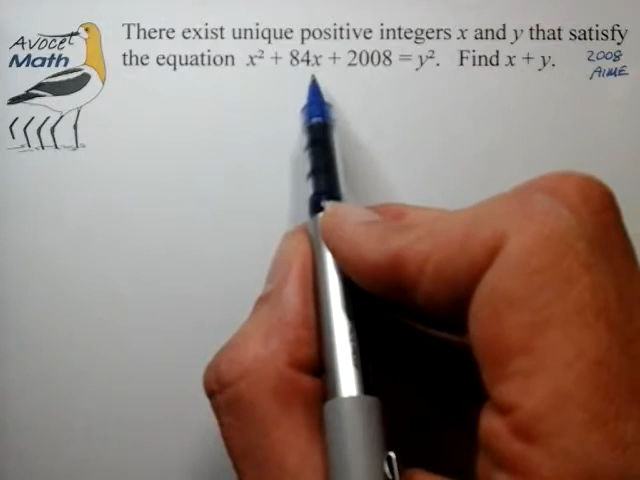 Avocet
Math
There exist unique positive integers x and y that satisfy
the equation x² + 84x + 2008 = y². Find x + y.
2008
AIME